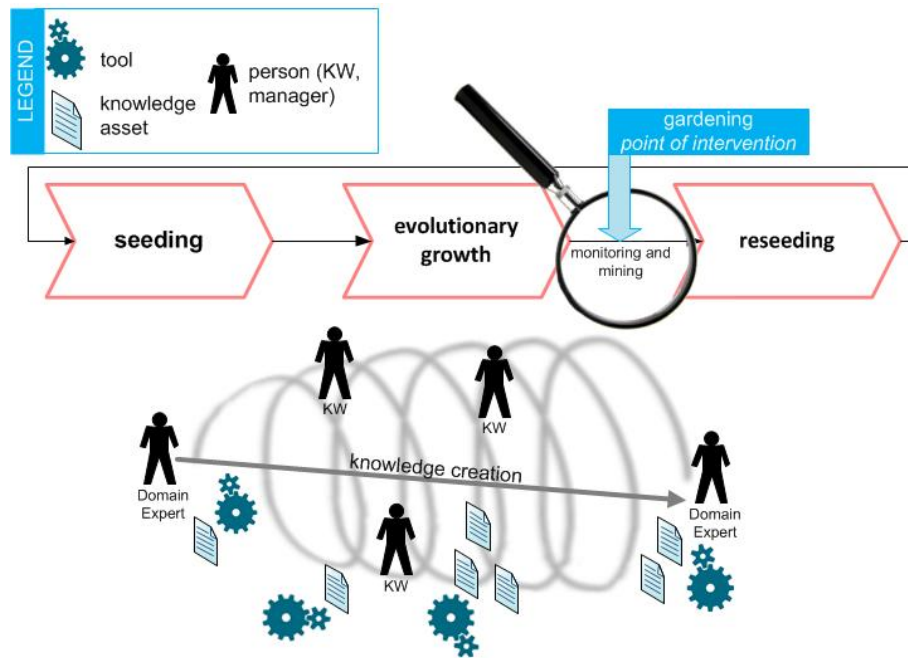 LEGEND
tool
knowledge
asset
person (KW,
manager)
gardening
point of intervention
seeding
evolutionary
growth
monitoring and
mining
reseeding
KW
KW
Domain
Expert
knowledge creation
Domain
Expert
KW